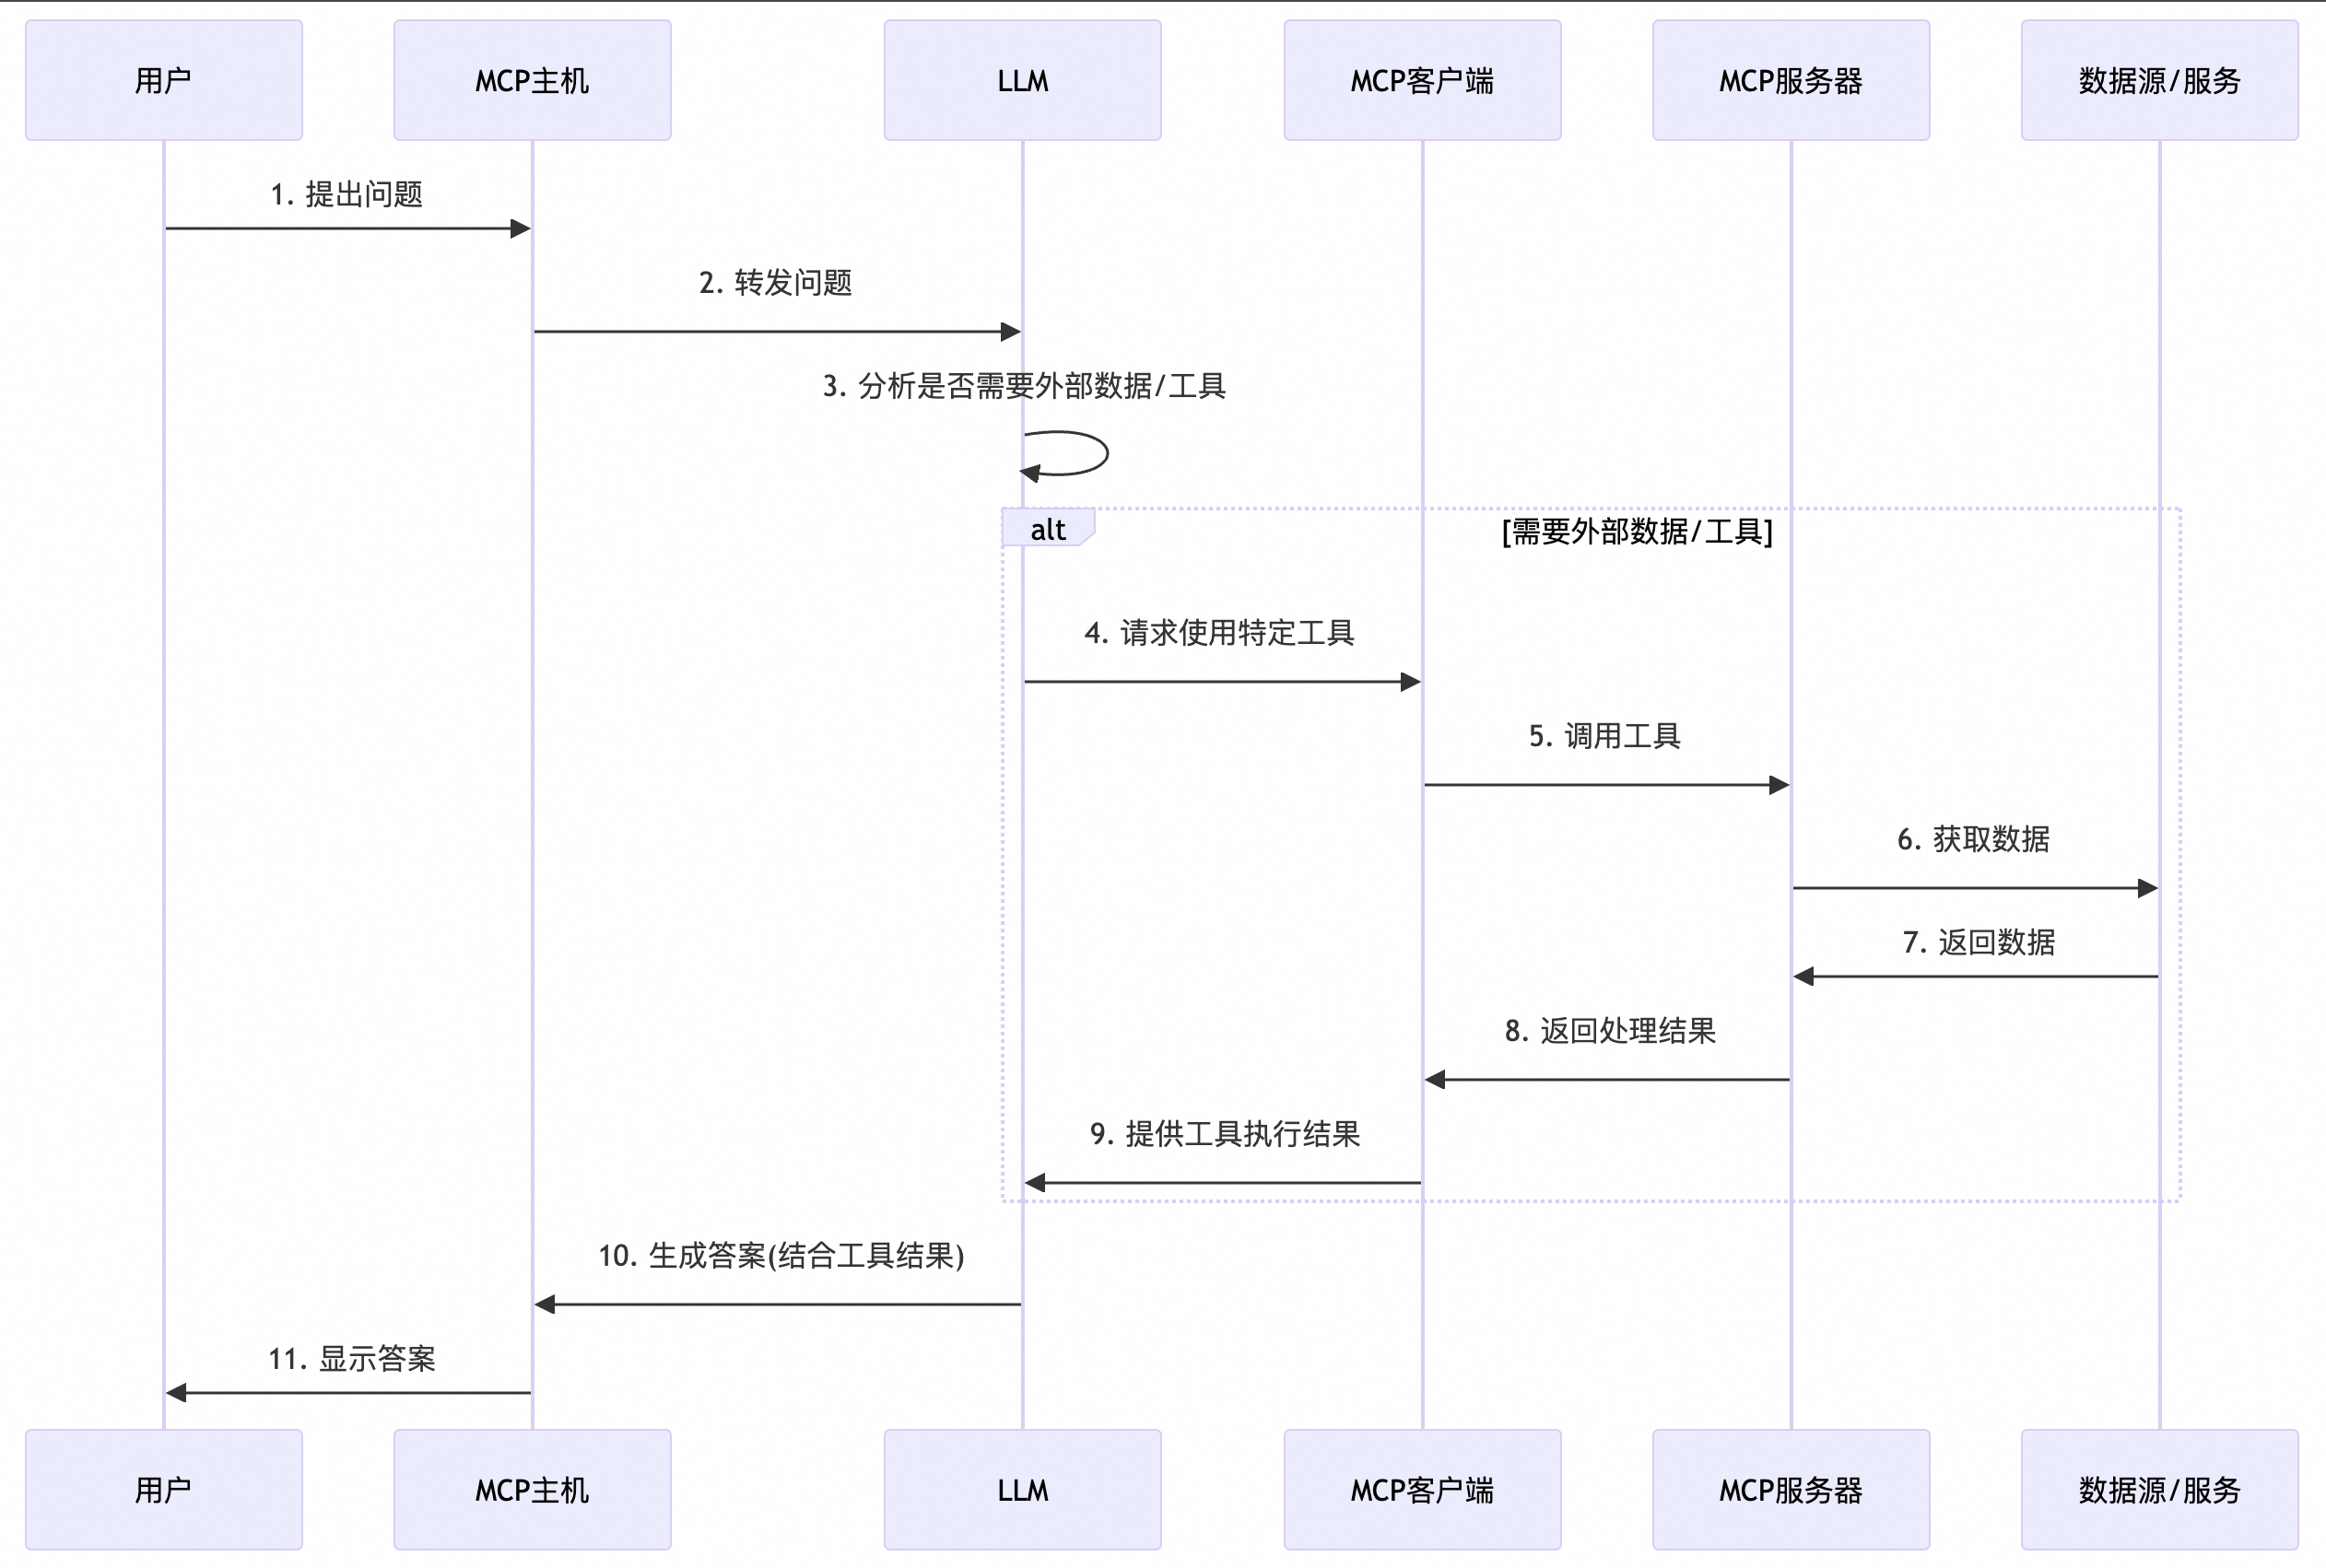 用户
MCP主机
LLM
MCP客户端
MCP服务器
数据源/服务
1. 提出问题
2. 转发问题
3. 分析是否需要外部数据/工具
alt
[需要外部数据/工具]
4. 请求使用特定工具
5. 调用工具
6. 获取数据
7. 返回数据
8. 返回处理结果
9. 提供工具执行结果
10. 生成答案(结合工具结果)
11. 显示答案
用户
MCP主机
LLM
MCP客户端
MCP服务器
数据源/服务